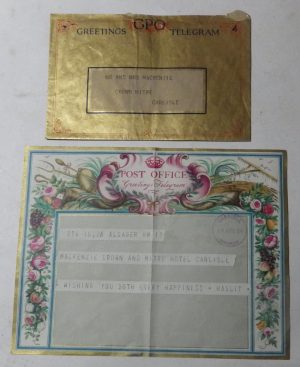 GPO
GREETINGS TELEGRAM
MR AND MRS MACKENZIE
CROWN MITRE
CARLISLE
POST OFFICE
Greetings Telegram
ALSAGER
MACKENZIE CROWN AND MITRE HOTEL CARLISLE
WISHING YOU BOTH EVERY HAPPINESS +